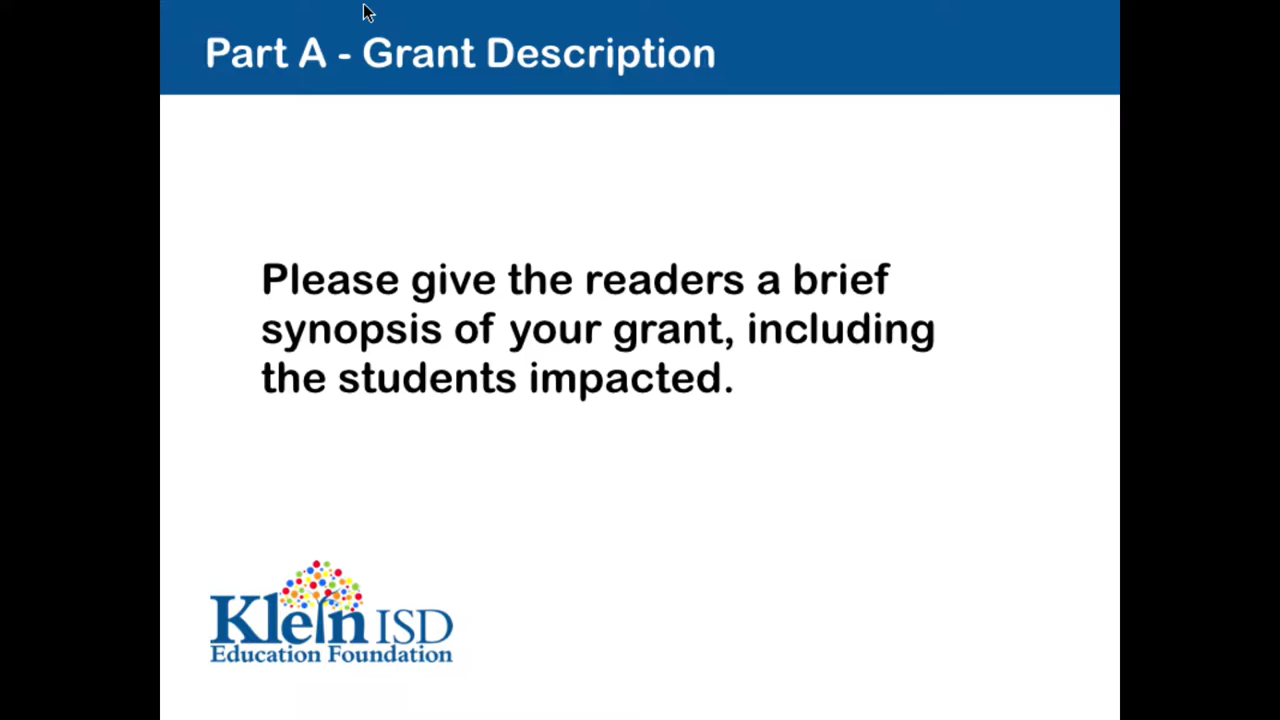 Part A - Grant Description
Please give the readers a brief
synopsis of your grant, including
the students impacted.
Klein ISD
Education Foundation